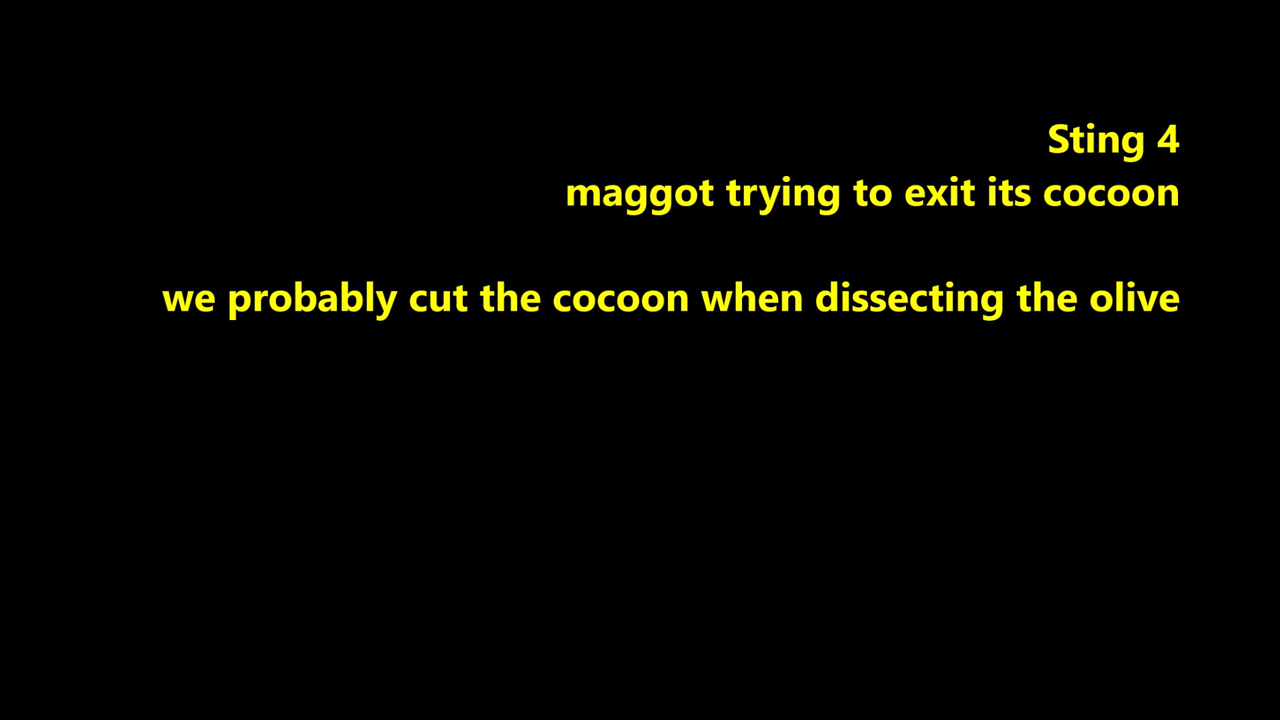 Sting 4
maggot trying to exit its cocoon
we probably cut the cocoon when dissecting the olive